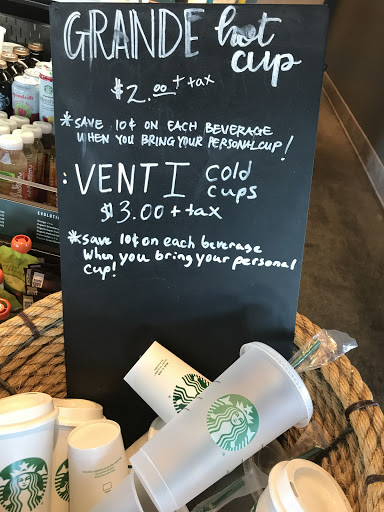 GRANDE hot
cup
$2.00 + tax
*SAVE 10¢ ON EACH BEVERAGE
WHEN YOU BRING YOUR PERSONAL CUP!
: VENTI cold
cups
$3.00 + tax
*save 10¢ on each beverage
when you bring your personal
cup!